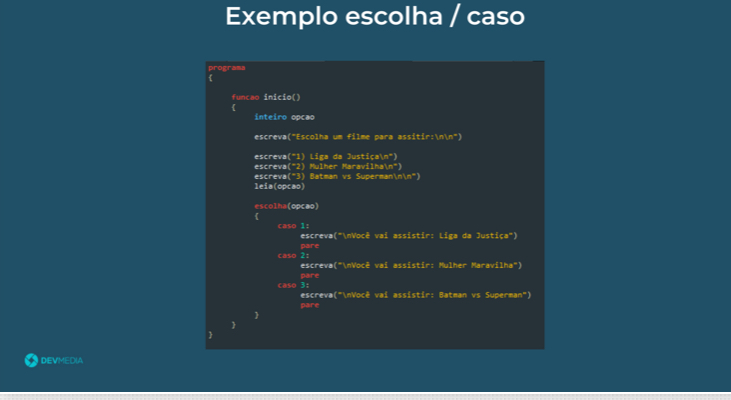 Exemplo escolha / caso
programa
{
funcao inicio()
{
inteiro opcao
escreva("Escolha um filme para assitir:\n\n")
escreva("1) Liga da Justiça\n")
escreva("2) Mulher Maravilha\n")
escreva("3) Batman vs Superman\n\n")
leia(opcao)
escolha(opcao)
{
caso 1:
escreva("\nVocê vai assistir: Liga da Justiça")
pare
caso 2:
escreva("\nVocê vai assistir: Mulher Maravilha")
pare
caso 3:
escreva("\nVocê vai assistir: Batman vs Superman")
pare
}
}
}
DEVMEDIA